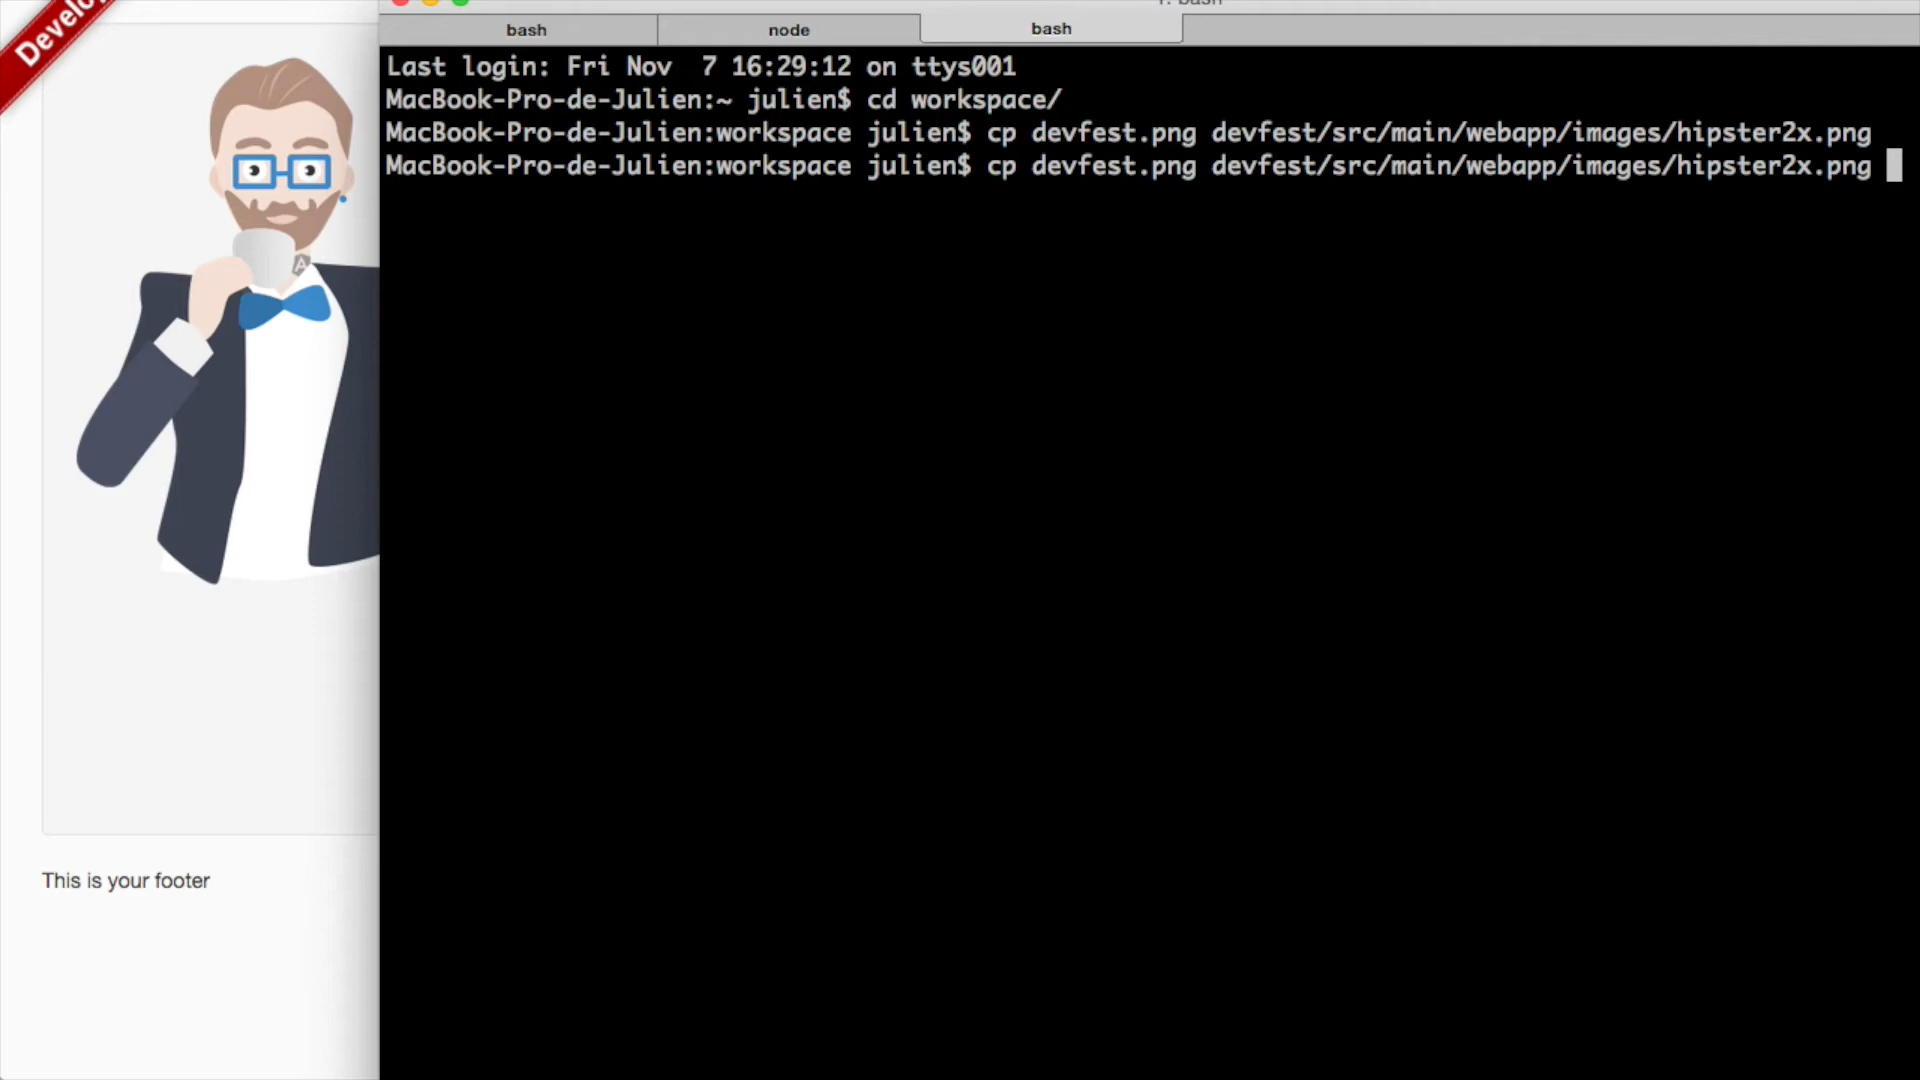 Develo
bash
node
bash
Last login: Fri Nov  7 16:29:12 on ttys001
MacBook-Pro-de-Julien:~ julien$ cd workspace/
MacBook-Pro-de-Julien:workspace julien$ cp devfest.png devfest/src/main/webapp/images/hipster2x.png
MacBook-Pro-de-Julien:workspace julien$ cp devfest.png devfest/src/main/webapp/images/hipster2x.png
A
This is your footer